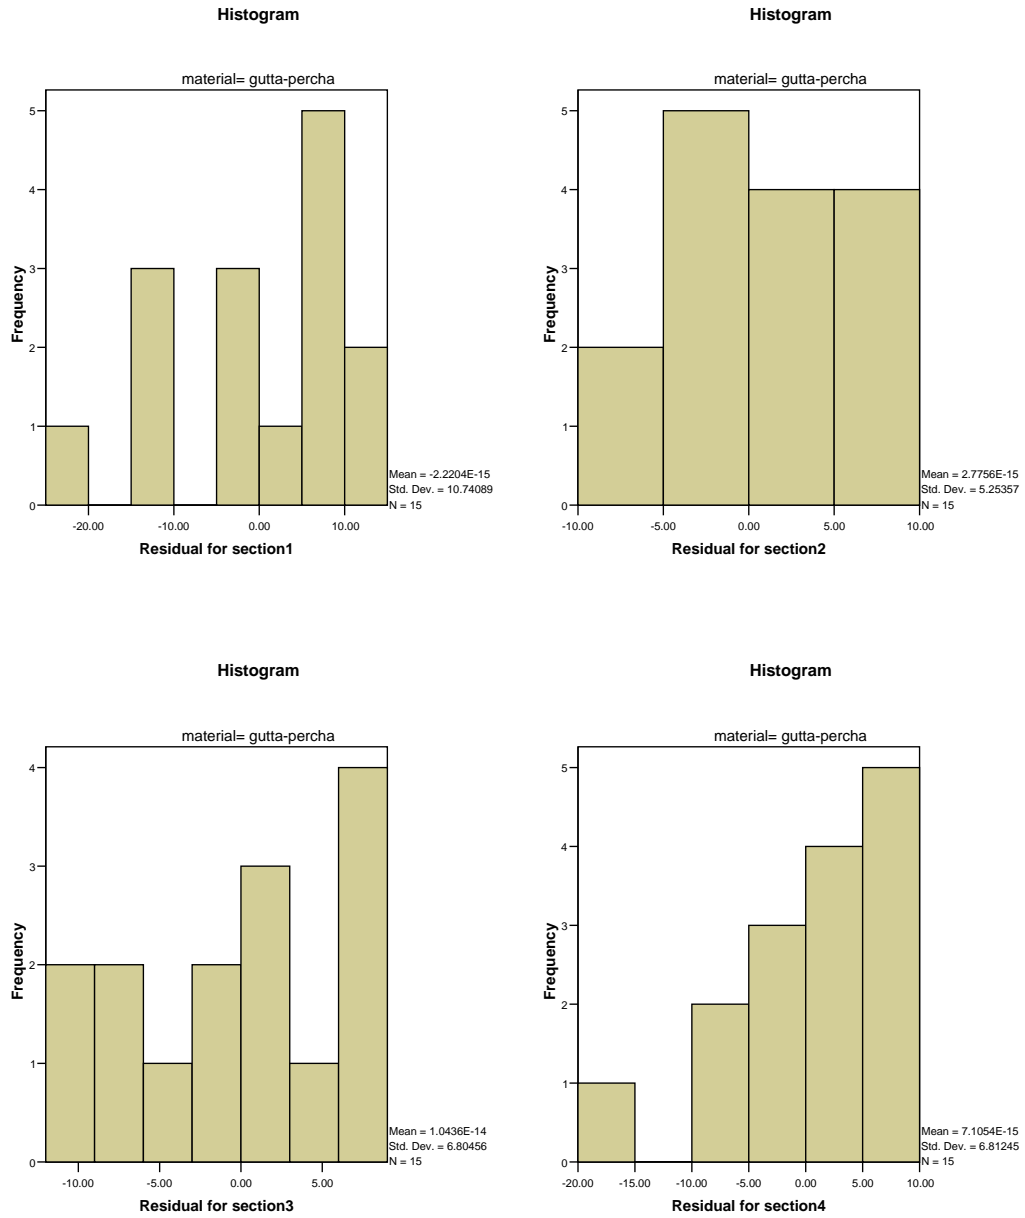 Histogram
material= gutta-percha
5
4
3
2
1
0
Frequency
-20.00 -10.00 0.00 10.00
Residual for section1
Mean = -2.2204E-15
Std. Dev. = 10.74089
N = 15
Histogram
material= gutta-percha
5
4
3
2
1
0
Frequency
-10.00 -5.00 0.00 5.00 10.00
Residual for section2
Mean = 2.7756E-15
Std. Dev. = 5.25357
N = 15
Histogram
material= gutta-percha
4
3
2
1
0
Frequency
-10.00 -5.00 0.00 5.00
Residual for section3
Mean = 1.0436E-14
Std. Dev. = 6.80456
N = 15
Histogram
material= gutta-percha
5
4
3
2
1
0
Frequency
-20.00 -15.00 -10.00 -5.00 0.00 5.00 10.00
Residual for section4
Mean = 7.1054E-15
Std. Dev. = 6.81245
N = 15